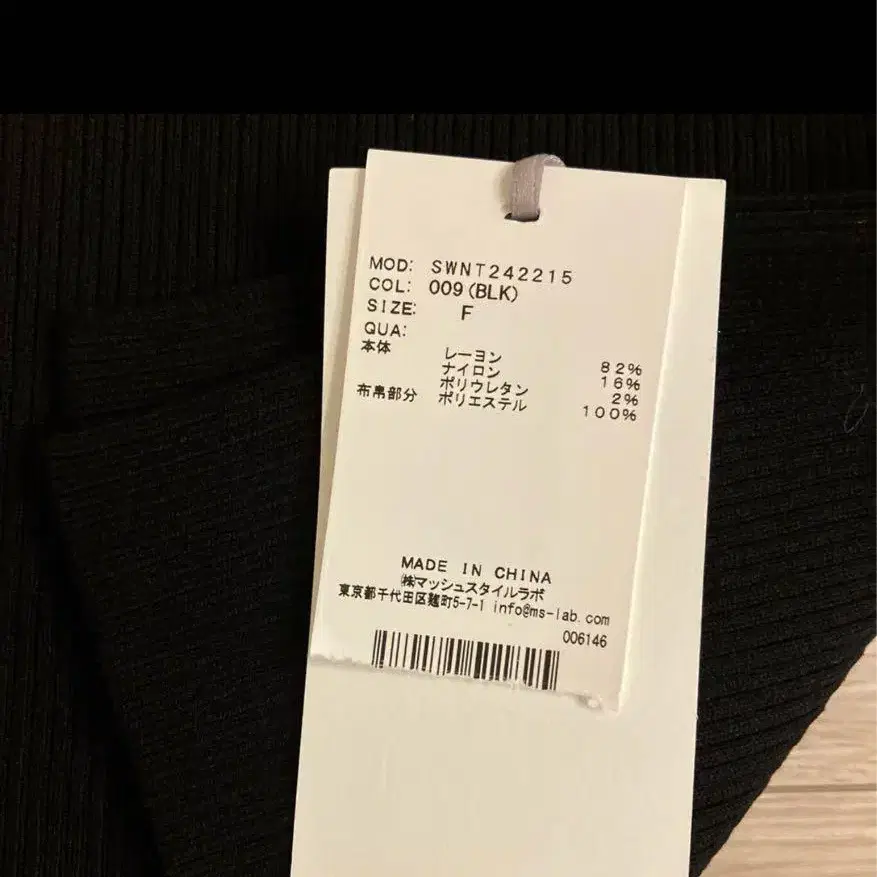 MOD: SWNT242215
COL: 009(BLK)
SIZE: F
QUA:
本体 レーヨン 82%
ナイロン 16%
ポリウレタン 2%
布帛部分 ポリエステル 100%
MADE IN CHINA
㈱マッシュスタイルラボ
東京都千代田区麹町5-7-1 info@ms-lab.com
006146